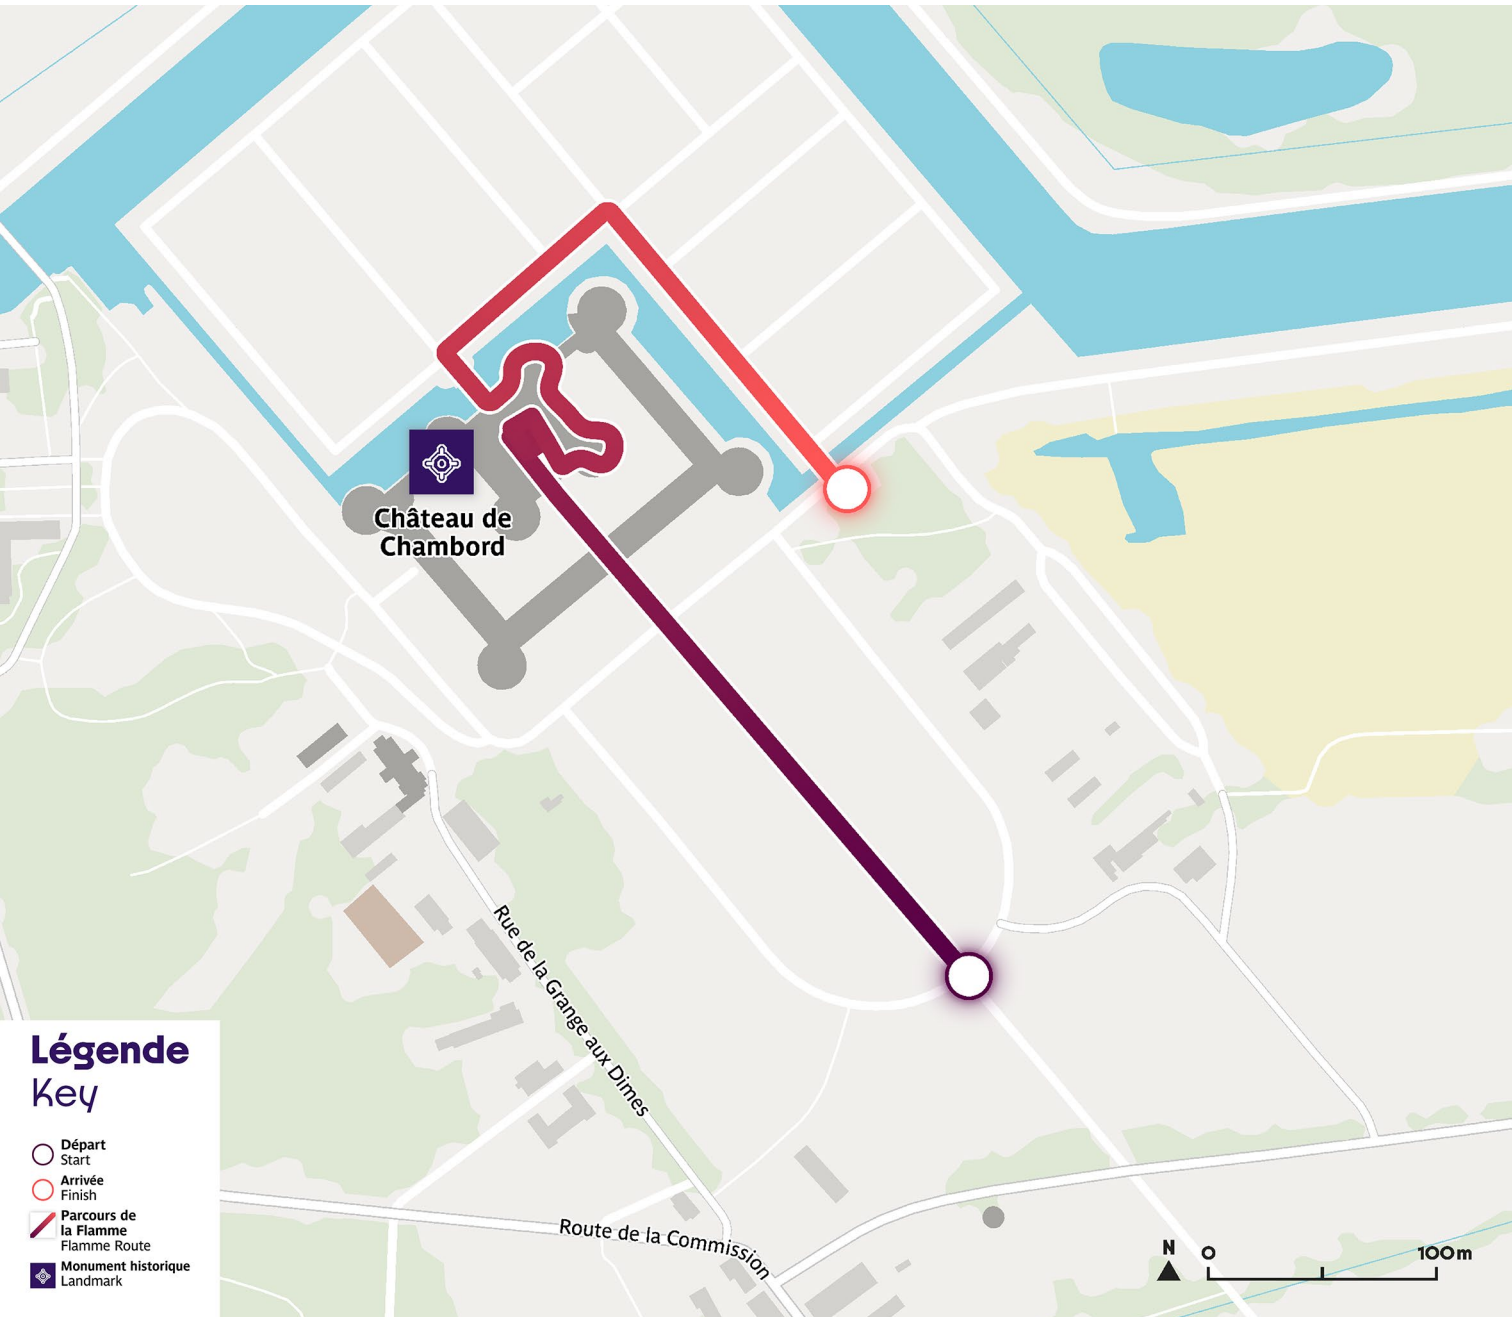 Château de
Chambord
Rue de la Grange aux Dimes
Route de la Commission
Légende
Key
Départ
Start
Arrivée
Finish
Parcours de
la Flamme
Flamme Route
Monument historique
Landmark
N
0
100m